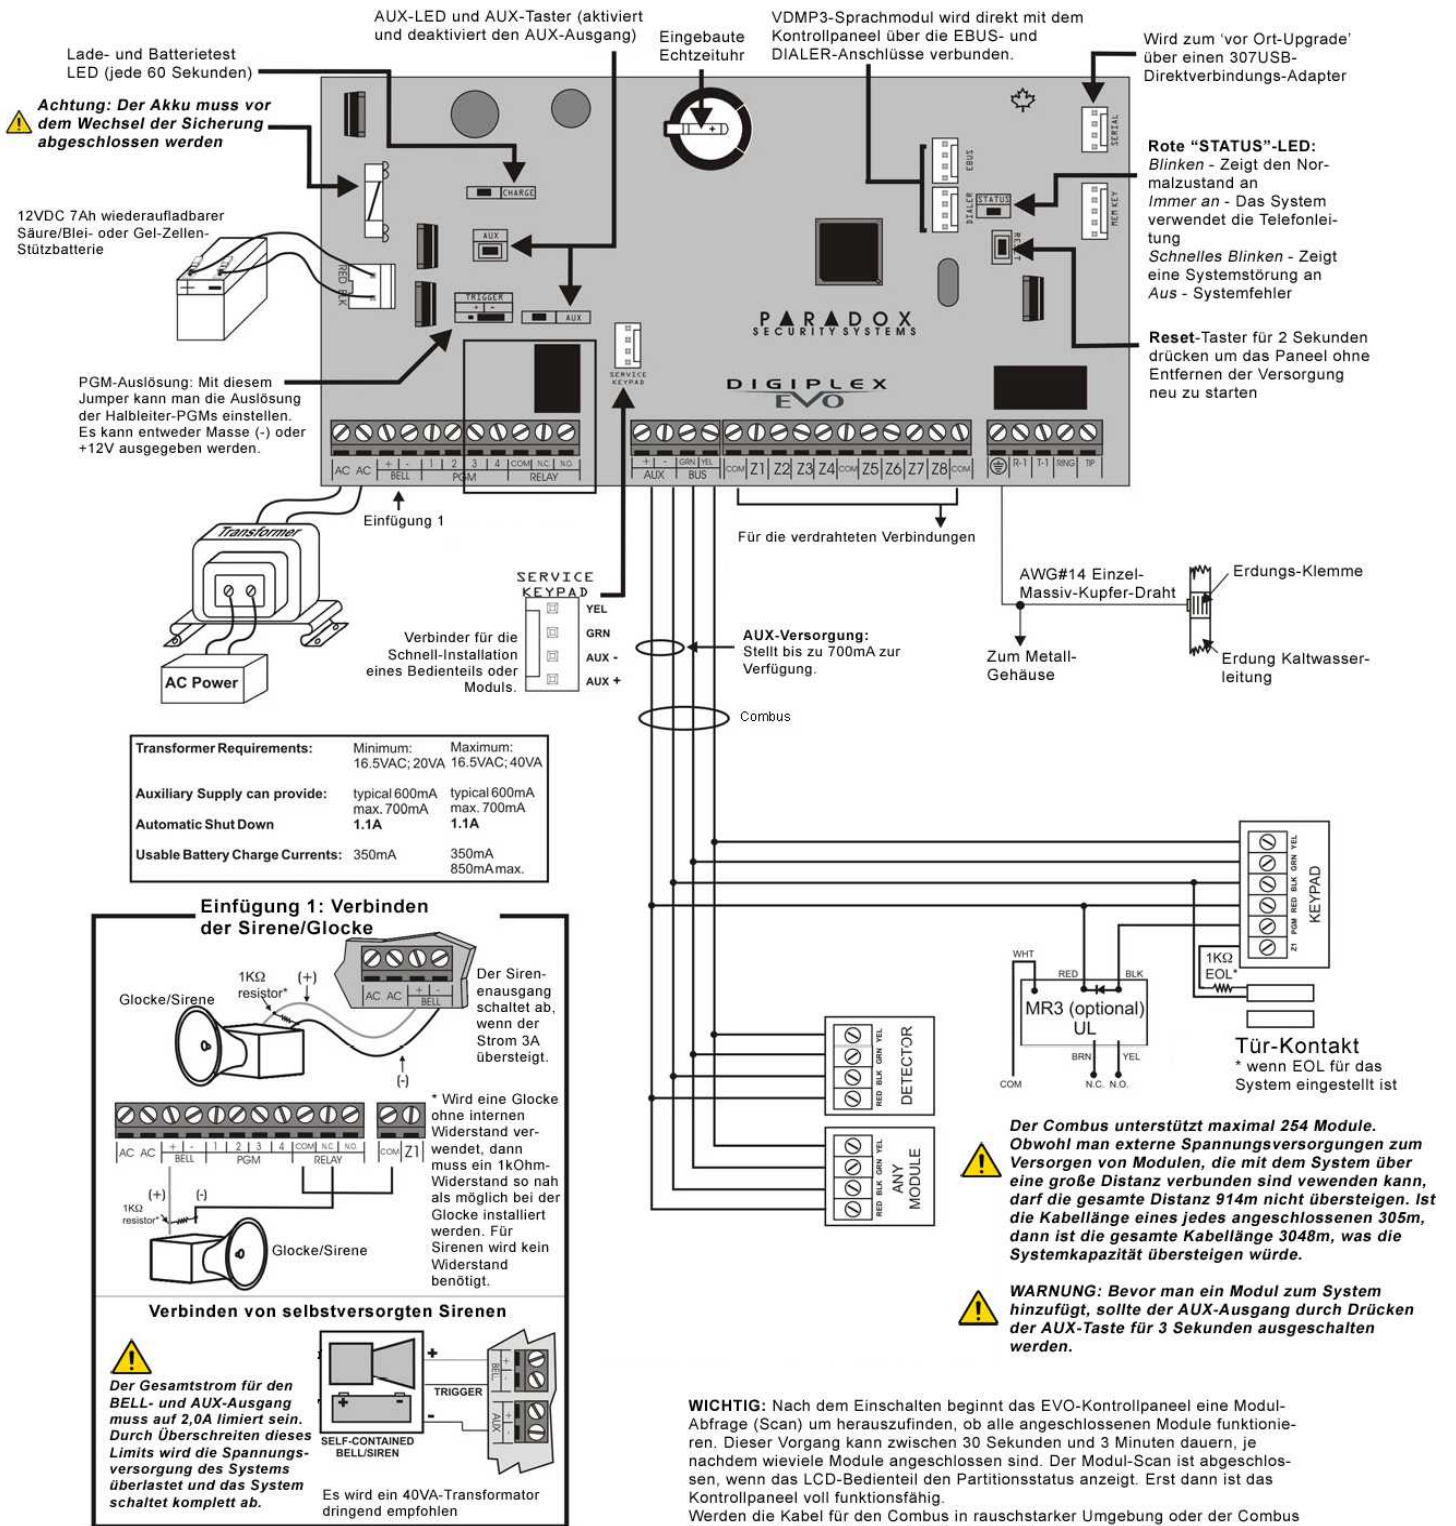 AUX-LED und AUX-Taster (aktiviert
und deaktiviert den AUX-Ausgang)
Eingebaute
Echtzeituhr
VDMP3-Sprachmodul wird direkt mit dem
Kontrollpaneel über die EBUS- und
DIALER-Anschlüsse verbunden.
Wird zum ‘vor Ort-Upgrade’
über einen 307USB-
Direktverbindungs-Adapter
Lade- und Batterietest
LED (jede 60 Sekunden)
Achtung: Der Akku muss vor
dem Wechsel der Sicherung
abgeschlossen werden
12VDC 7Ah wiederaufladbarer
Säure/Blei- oder Gel-Zellen-
Stützbatterie
PGM-Auslösung: Mit diesem
Jumper kann man die Auslösung
der Halbleiter-PGMs einstellen.
Es kann entweder Masse (-) oder
+12V ausgegeben werden.
Rote “STATUS”-LED:
Blinken - Zeigt den Nor-
malzustand an
Immer an - Das System
verwendet die Telefonlei-
tung
Schnelles Blinken - Zeigt
eine Systemstörung an
Aus - Systemfehler
Reset-Taster für 2 Sekunden
drücken um das Paneel ohne
Entfernen der Versorgung
neu zu starten
CHARGE
AUX
RED BLK
TRIGGER
+ -
AUX
SERVICE
KEYPAD
EBUS
DIALER
STATUS
SERIAL
MEM KEY
PARADOX
SECURITY SYSTEMS
DIGIPLEX
EVO
AC AC + - 1 2 3 4 COM N.C. N.O.
BELL PGM RELAY
+ - GRN YEL
AUX BUS
COM Z1 Z2 Z3 Z4 COM Z5 Z6 Z7 Z8 COM
R-1 T-1 RING TIP
Einfügung 1
Für die verdrahteten Verbindungen
Transformer
AC Power
SERVICE
KEYPAD
YEL
GRN
AUX -
AUX +
Verbinder für die
Schnell-Installation
eines Bedienteils oder
Moduls.
AUX-Versorgung:
Stellt bis zu 700mA zur
Verfügung.
Combus
AWG#14 Einzel-
Massiv-Kupfer-Draht
Zum Metall-
Gehäuse
Erdungs-Klemme
Erdung Kaltwasser-
leitung
Transformer Requirements: Minimum: Maximum:
16.5VAC; 20VA 16.5VAC; 40VA
Auxiliary Supply can provide: typical 600mA typical 600mA
max. 700mA max. 700mA
Automatic Shut Down 1.1A 1.1A
Usable Battery Charge Currents: 350mA 350mA
850mA max.
Einfügung 1: Verbinden
der Sirene/Glocke
1KΩ
resistor*
(+)
Glocke/Sirene
AC AC + -
BELL
(-)
Der Siren-
enausgang
schaltet ab,
wenn der
Strom 3A
übersteigt.
AC AC + - 1 2 3 4 COM N.C. N.O.
BELL PGM RELAY
COM Z1
(+) (-)
1KΩ
resistor*
Glocke/Sirene
* Wird eine Glocke
ohne internen
Widerstand ver-
wendet, dann
muss ein 1kOhm-
Widerstand so nah
als möglich bei der
Glocke installiert
werden. Für
Sirenen wird kein
Widerstand
benötigt.
Verbinden von selbstversorgten Sirenen
Der Gesamtstrom für den
BELL- und AUX-Ausgang
muss auf 2,0A limiert sein.
Durch Überschreiten dieses
Limits wird die Spannungs-
versorgung des Systems
überlastet und das System
schaltet komplett ab.
+
TRIGGER
-
+ -
BELL
- +
AUX
- +
SELF-CONTAINED
BELL/SIREN
Es wird ein 40VA-Transformator
dringend empfohlen
YEL
GRN
BLK
RED
PGM
Z1
KEYPAD
WHT
RED
BLK
MR3 (optional)
UL
BRN
YEL
COM
N.C. N.O.
1KΩ
EOL*
Tür-Kontakt
* wenn EOL für das
System eingestellt ist
YEL
GRN
BLK
RED
DETECTOR
YEL
GRN
BLK
RED
ANY
MODULE
Der Combus unterstützt maximal 254 Module.
Obwohl man externe Spannungsversorgungen zum
Versorgen von Modulen, die mit dem System über
eine große Distanz verbunden sind vewenden kann,
darf die gesamte Distanz 914m nicht übersteigen. Ist
die Kabellänge eines jedes angeschlossenen 305m,
dann ist die gesamte Kabellänge 3048m, was die
Systemkapazität übersteigen würde.
WARNUNG: Bevor man ein Modul zum System
hinzufügt, sollte der AUX-Ausgang durch Drücken
der AUX-Taste für 3 Sekunden ausgeschalten
werden.
WICHTIG: Nach dem Einschalten beginnt das EVO-Kontrollpaneel eine Modul-
Abfrage (Scan) um herauszufinden, ob alle angeschlossenen Module funktionie-
ren. Dieser Vorgang kann zwischen 30 Sekunden und 3 Minuten dauern, je
nachdem wieviele Module angeschlossen sind. Der Modul-Scan ist abgeschlos-
sen, wenn das LCD-Bedienteil den Partitionsstatus anzeigt. Erst dann ist das
Kontrollpaneel voll funktionsfähig.
Werden die Kabel für den Combus in rauschstarker Umgebung oder der Combus